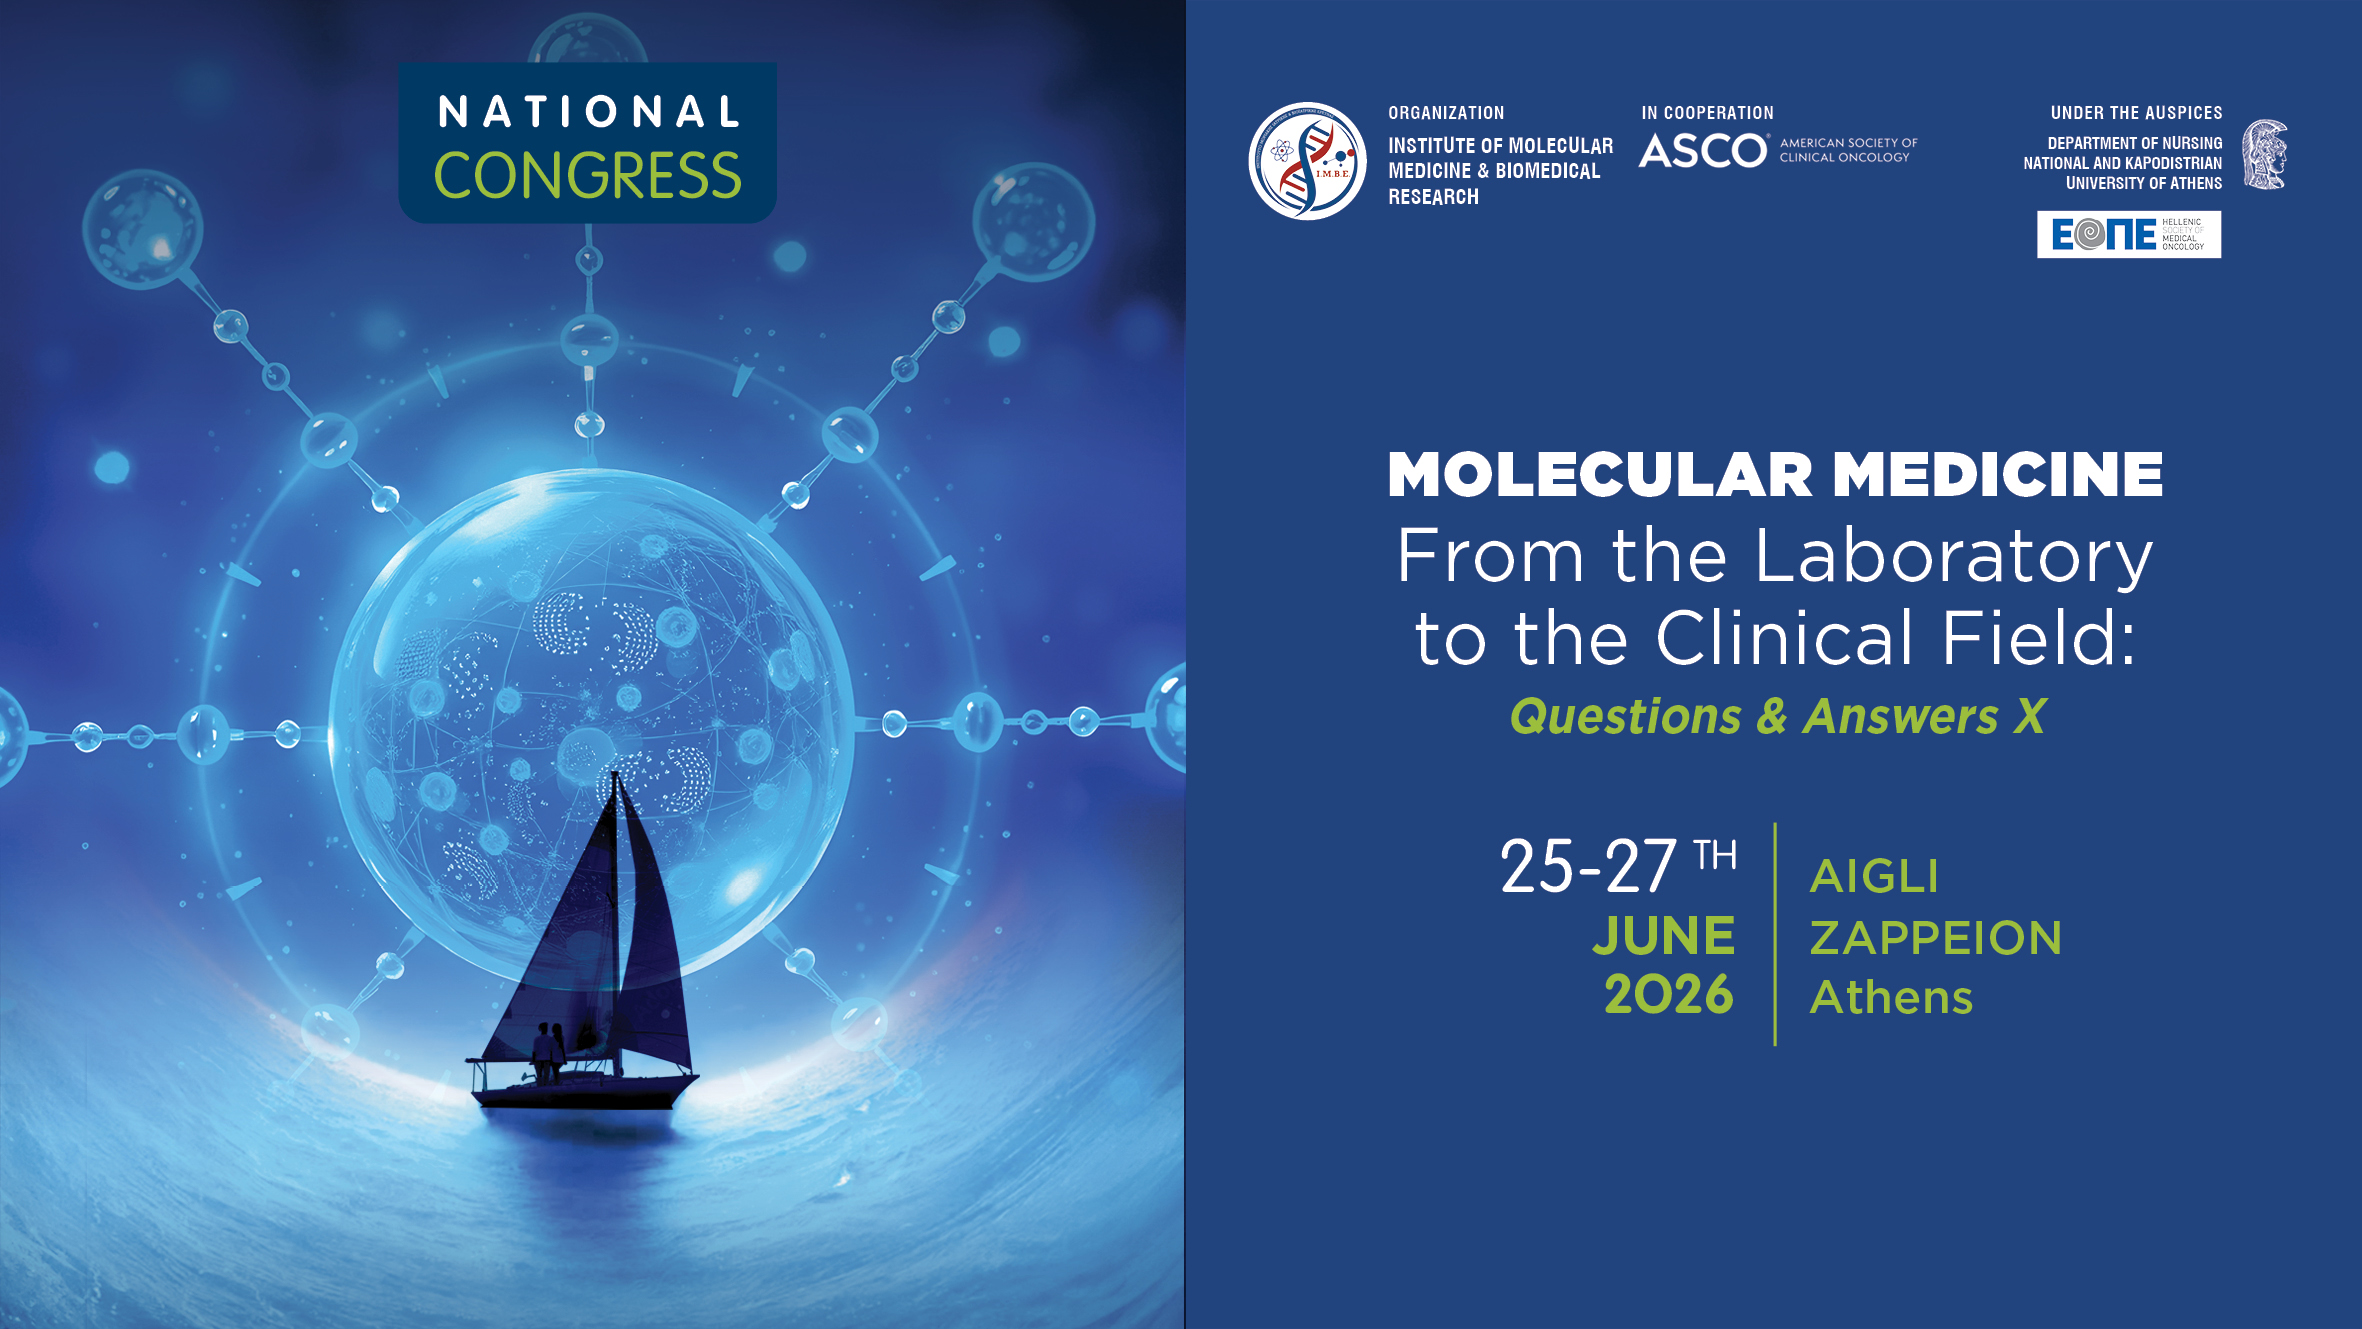 NATIONAL
CONGRESS
ORGANIZATION
INSTITUTE OF MOLECULAR
MEDICINE & BIOMEDICAL
RESEARCH
I.M.B.E.
IN COOPERATION
ASCO®
AMERICAN SOCIETY OF
CLINICAL ONCOLOGY
UNDER THE AUSPICES
DEPARTMENT OF NURSING
NATIONAL AND KAPODISTRIAN
UNIVERSITY OF ATHENS
ΕΟΠΕ
HELLENIC
SOCIETY OF
MEDICAL
ONCOLOGY
MOLECULAR MEDICINE
From the Laboratory
to the Clinical Field:
Questions & Answers X
25-27 TH
JUNE
2026
AIGLI
ZAPPEION
Athens